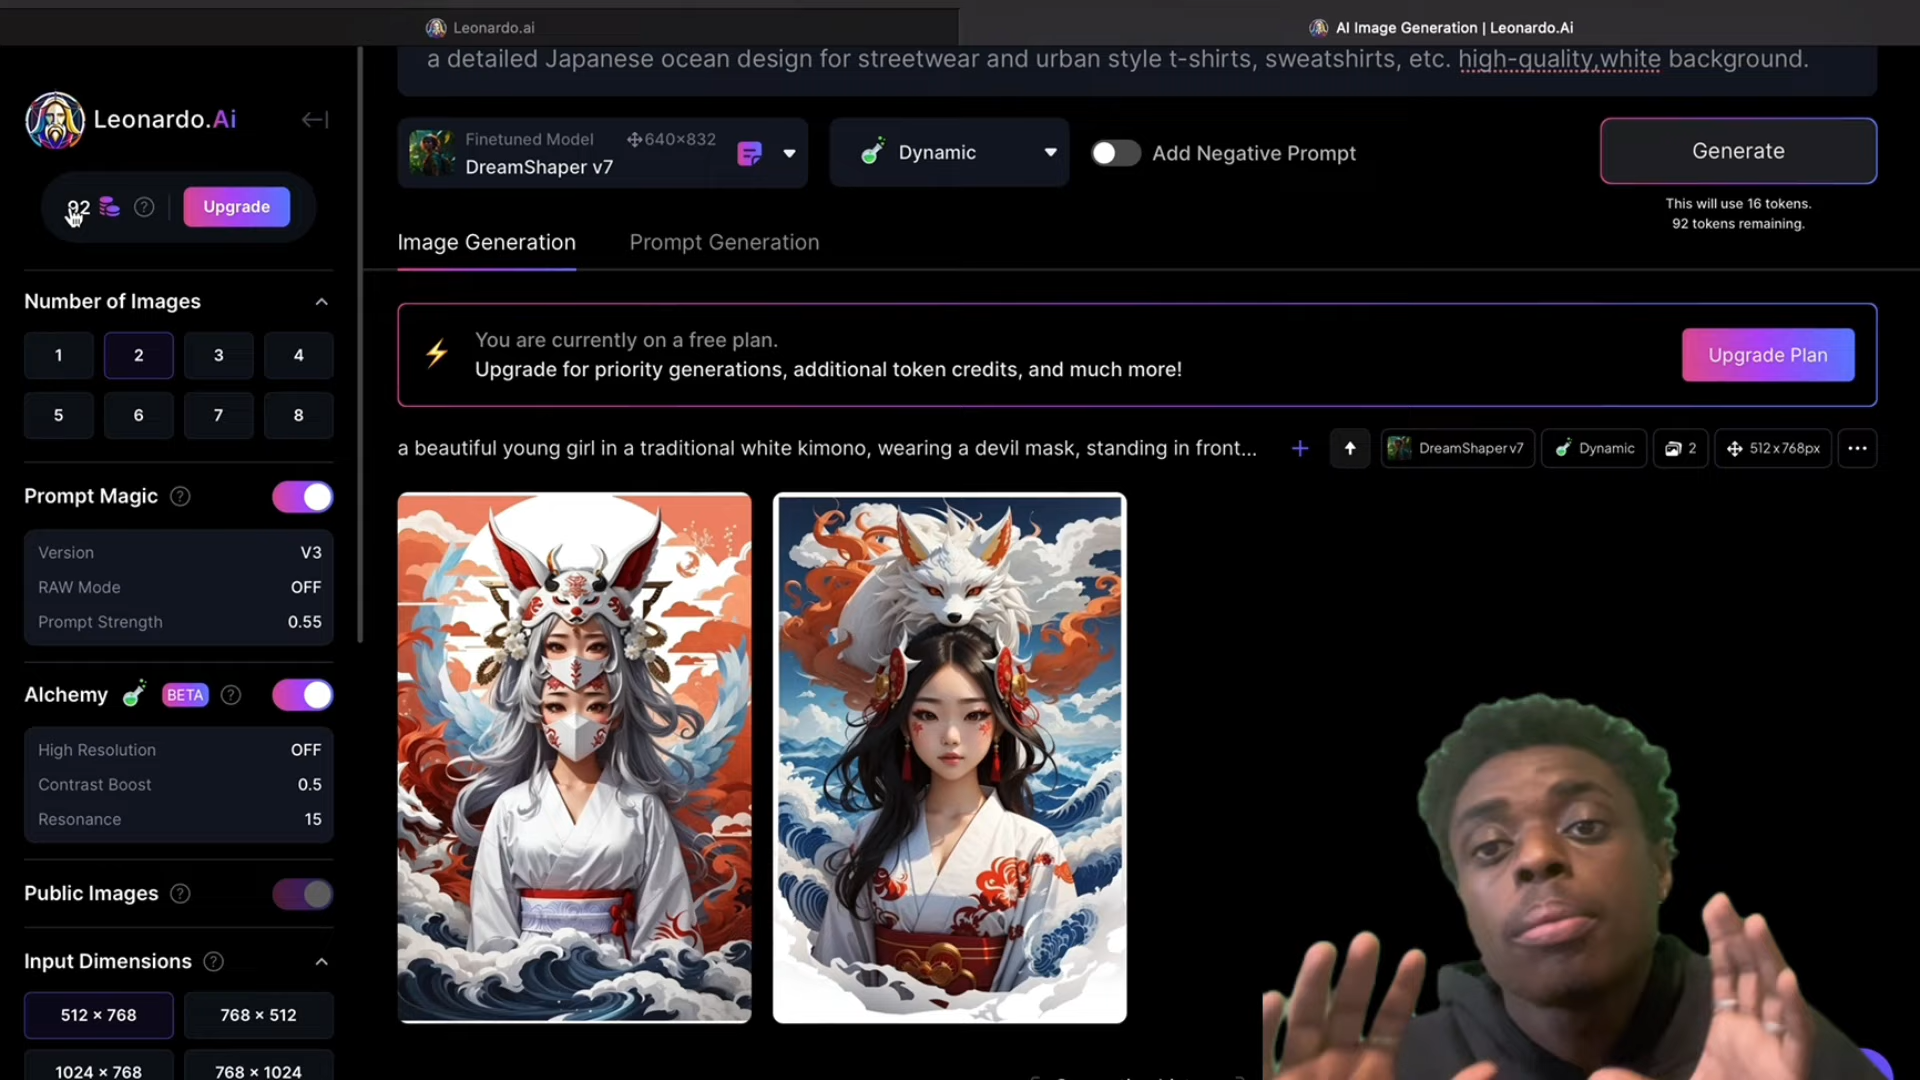 Leonardo.ai
AI Image Generation | Leonardo.Ai
a detailed Japanese ocean design for streetwear and urban style t-shirts, sweatshirts, etc. high-quality,white background.
Leonardo.Ai
Finetuned Model
640×832
DreamShaper v7
Dynamic
Add Negative Prompt
Generate
This will use 16 tokens.
92 tokens remaining.
92
Upgrade
Image Generation
Prompt Generation
Number of Images
1 2 3 4
5 6 7 8
You are currently on a free plan.
Upgrade for priority generations, additional token credits, and much more!
Upgrade Plan
a beautiful young girl in a traditional white kimono, wearing a devil mask, standing in front...
DreamShaper v7
Dynamic
2
512x768px
Prompt Magic
Version V3
RAW Mode OFF
Prompt Strength 0.55
Alchemy BETA
High Resolution OFF
Contrast Boost 0.5
Resonance 15
Public Images
Input Dimensions
512 × 768
768 × 512
1024 × 768
768 × 1024